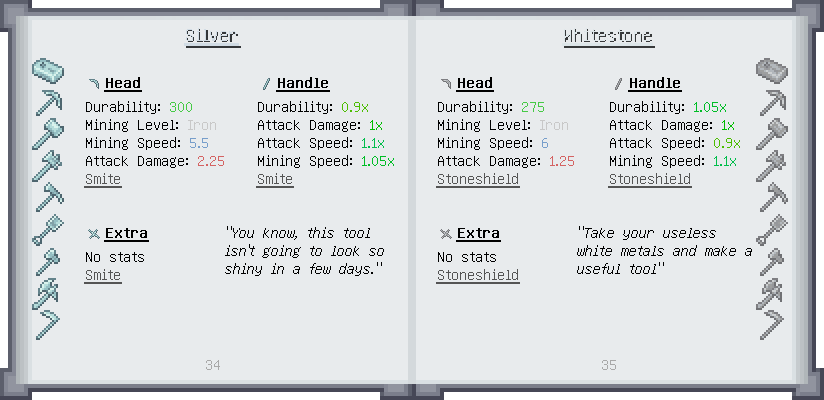 Silver
Head
Durability: 300
Mining Level: Iron
Mining Speed: 5.5
Attack Damage: 2.25
Smite
Handle
Durability: 0.9x
Attack Damage: 1x
Attack Speed: 1.1x
Mining Speed: 1.05x
Smite
Extra
No stats
Smite
"You know, this tool
isn't going to look so
shiny in a few days."
34
Whitestone
Head
Durability: 275
Mining Level: Iron
Mining Speed: 6
Attack Damage: 1.25
Stoneshield
Handle
Durability: 1.05x
Attack Damage: 1x
Attack Speed: 0.9x
Mining Speed: 1.1x
Stoneshield
Extra
No stats
Stoneshield
"Take your useless
white metals and make a
useful tool"
35